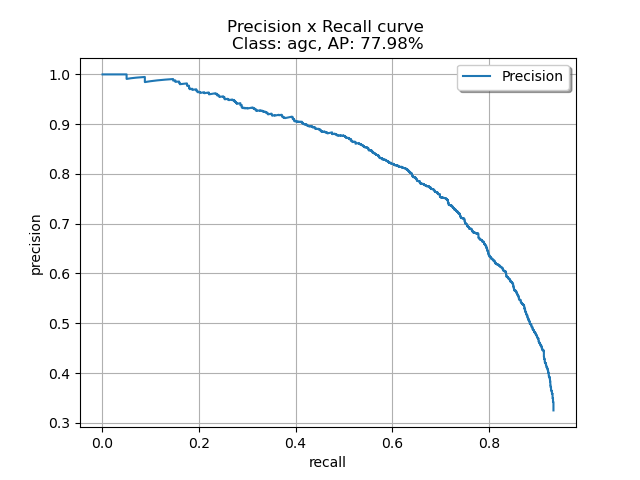 Precision x Recall curve
Class: agc, AP: 77.98%
Precision
1.0
0.9
0.8
0.7
0.6
0.5
0.4
0.3
precision
0.0 0.2 0.4 0.6 0.8
recall